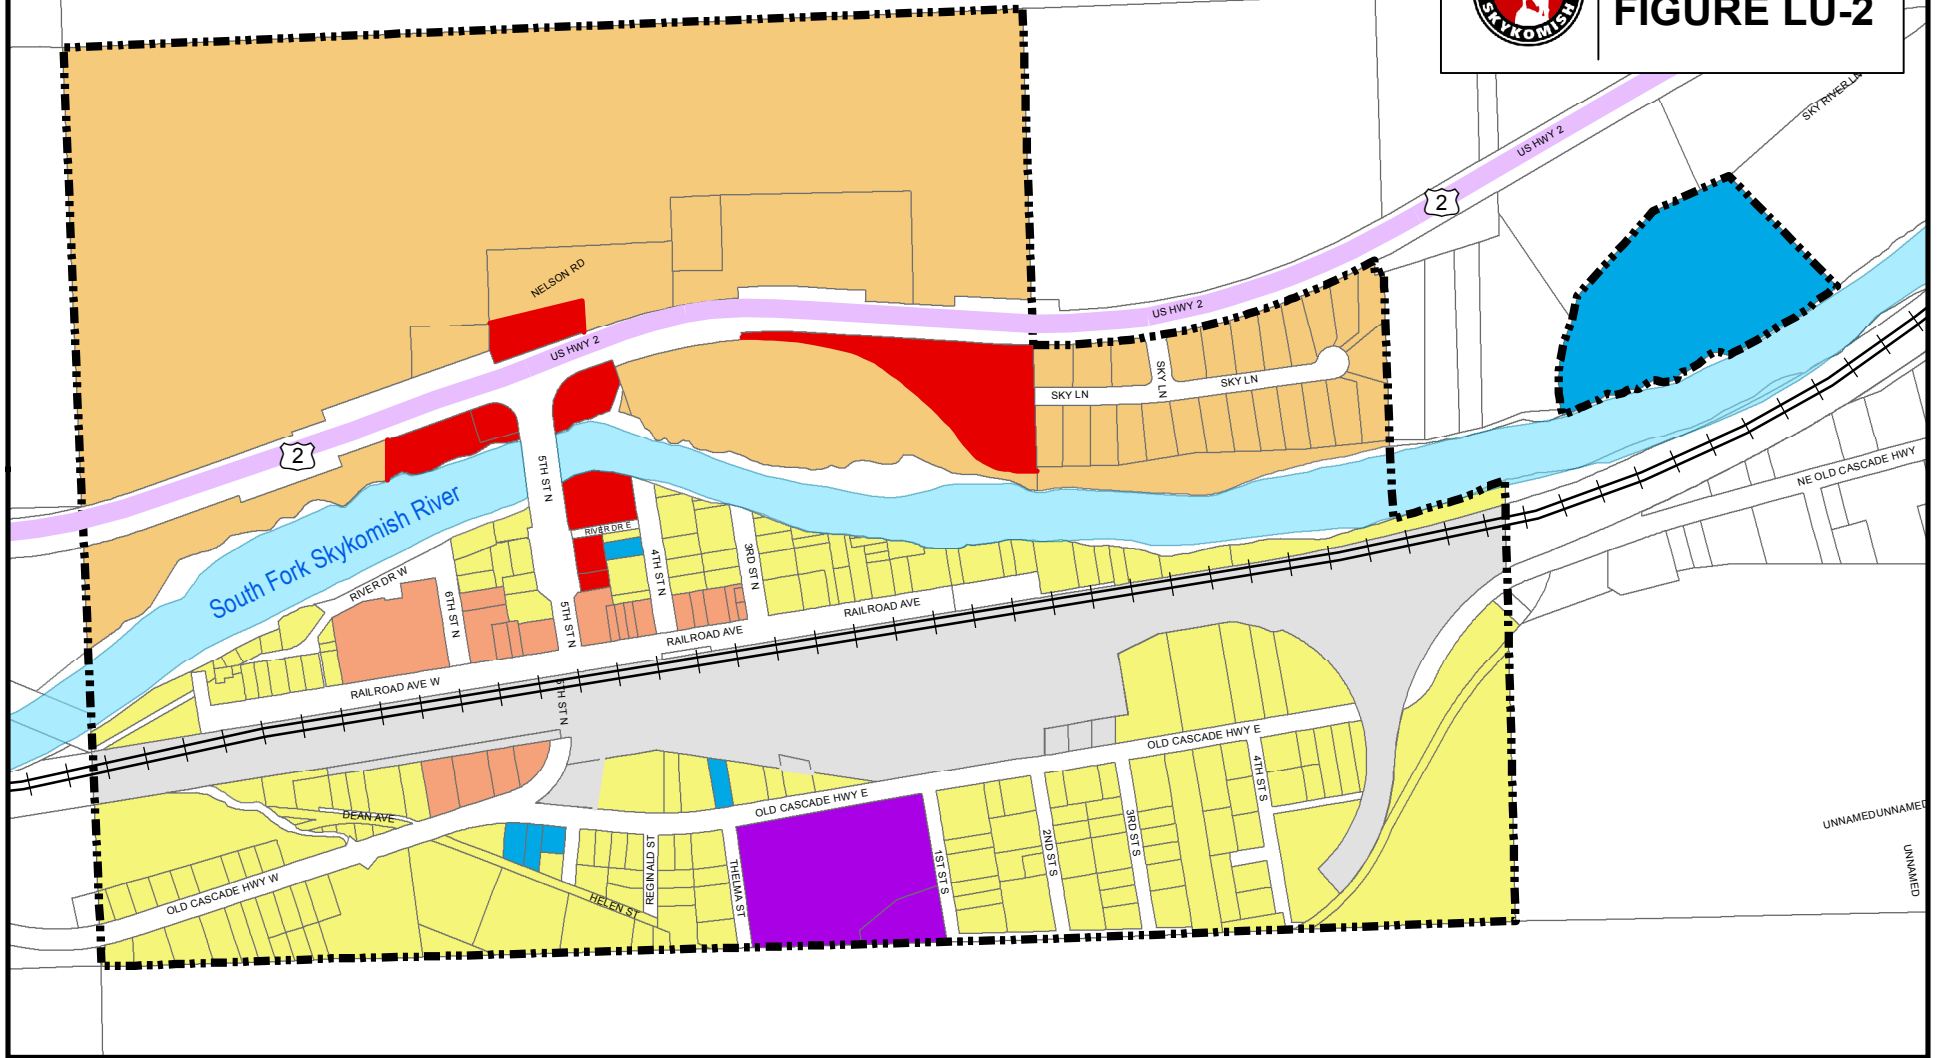 FIGURE LU-2
SKYKOMISH
SKY RIVER LN
US HWY 2
2
NELSON RD
US HWY 2
US HWY 2
SKY LN
SKY LN
SKY LN
2
5TH ST N
NE OLD CASCADE HWY
South Fork Skykomish River
RIVER DR E
RIVER DR W
4TH ST N
3RD ST N
6TH ST N
5TH ST N
RAILROAD AVE
RAILROAD AVE
RAILROAD AVE W
5TH ST N
OLD CASCADE HWY E
4TH ST S
OLD CASCADE HWY E
DEAN AVE
UNNAMED
UNNAMED
UNNAMED
REGINALD ST
THELMA ST
1ST ST S
2ND ST S
3RD ST S
OLD CASCADE HWY W
HELEN ST